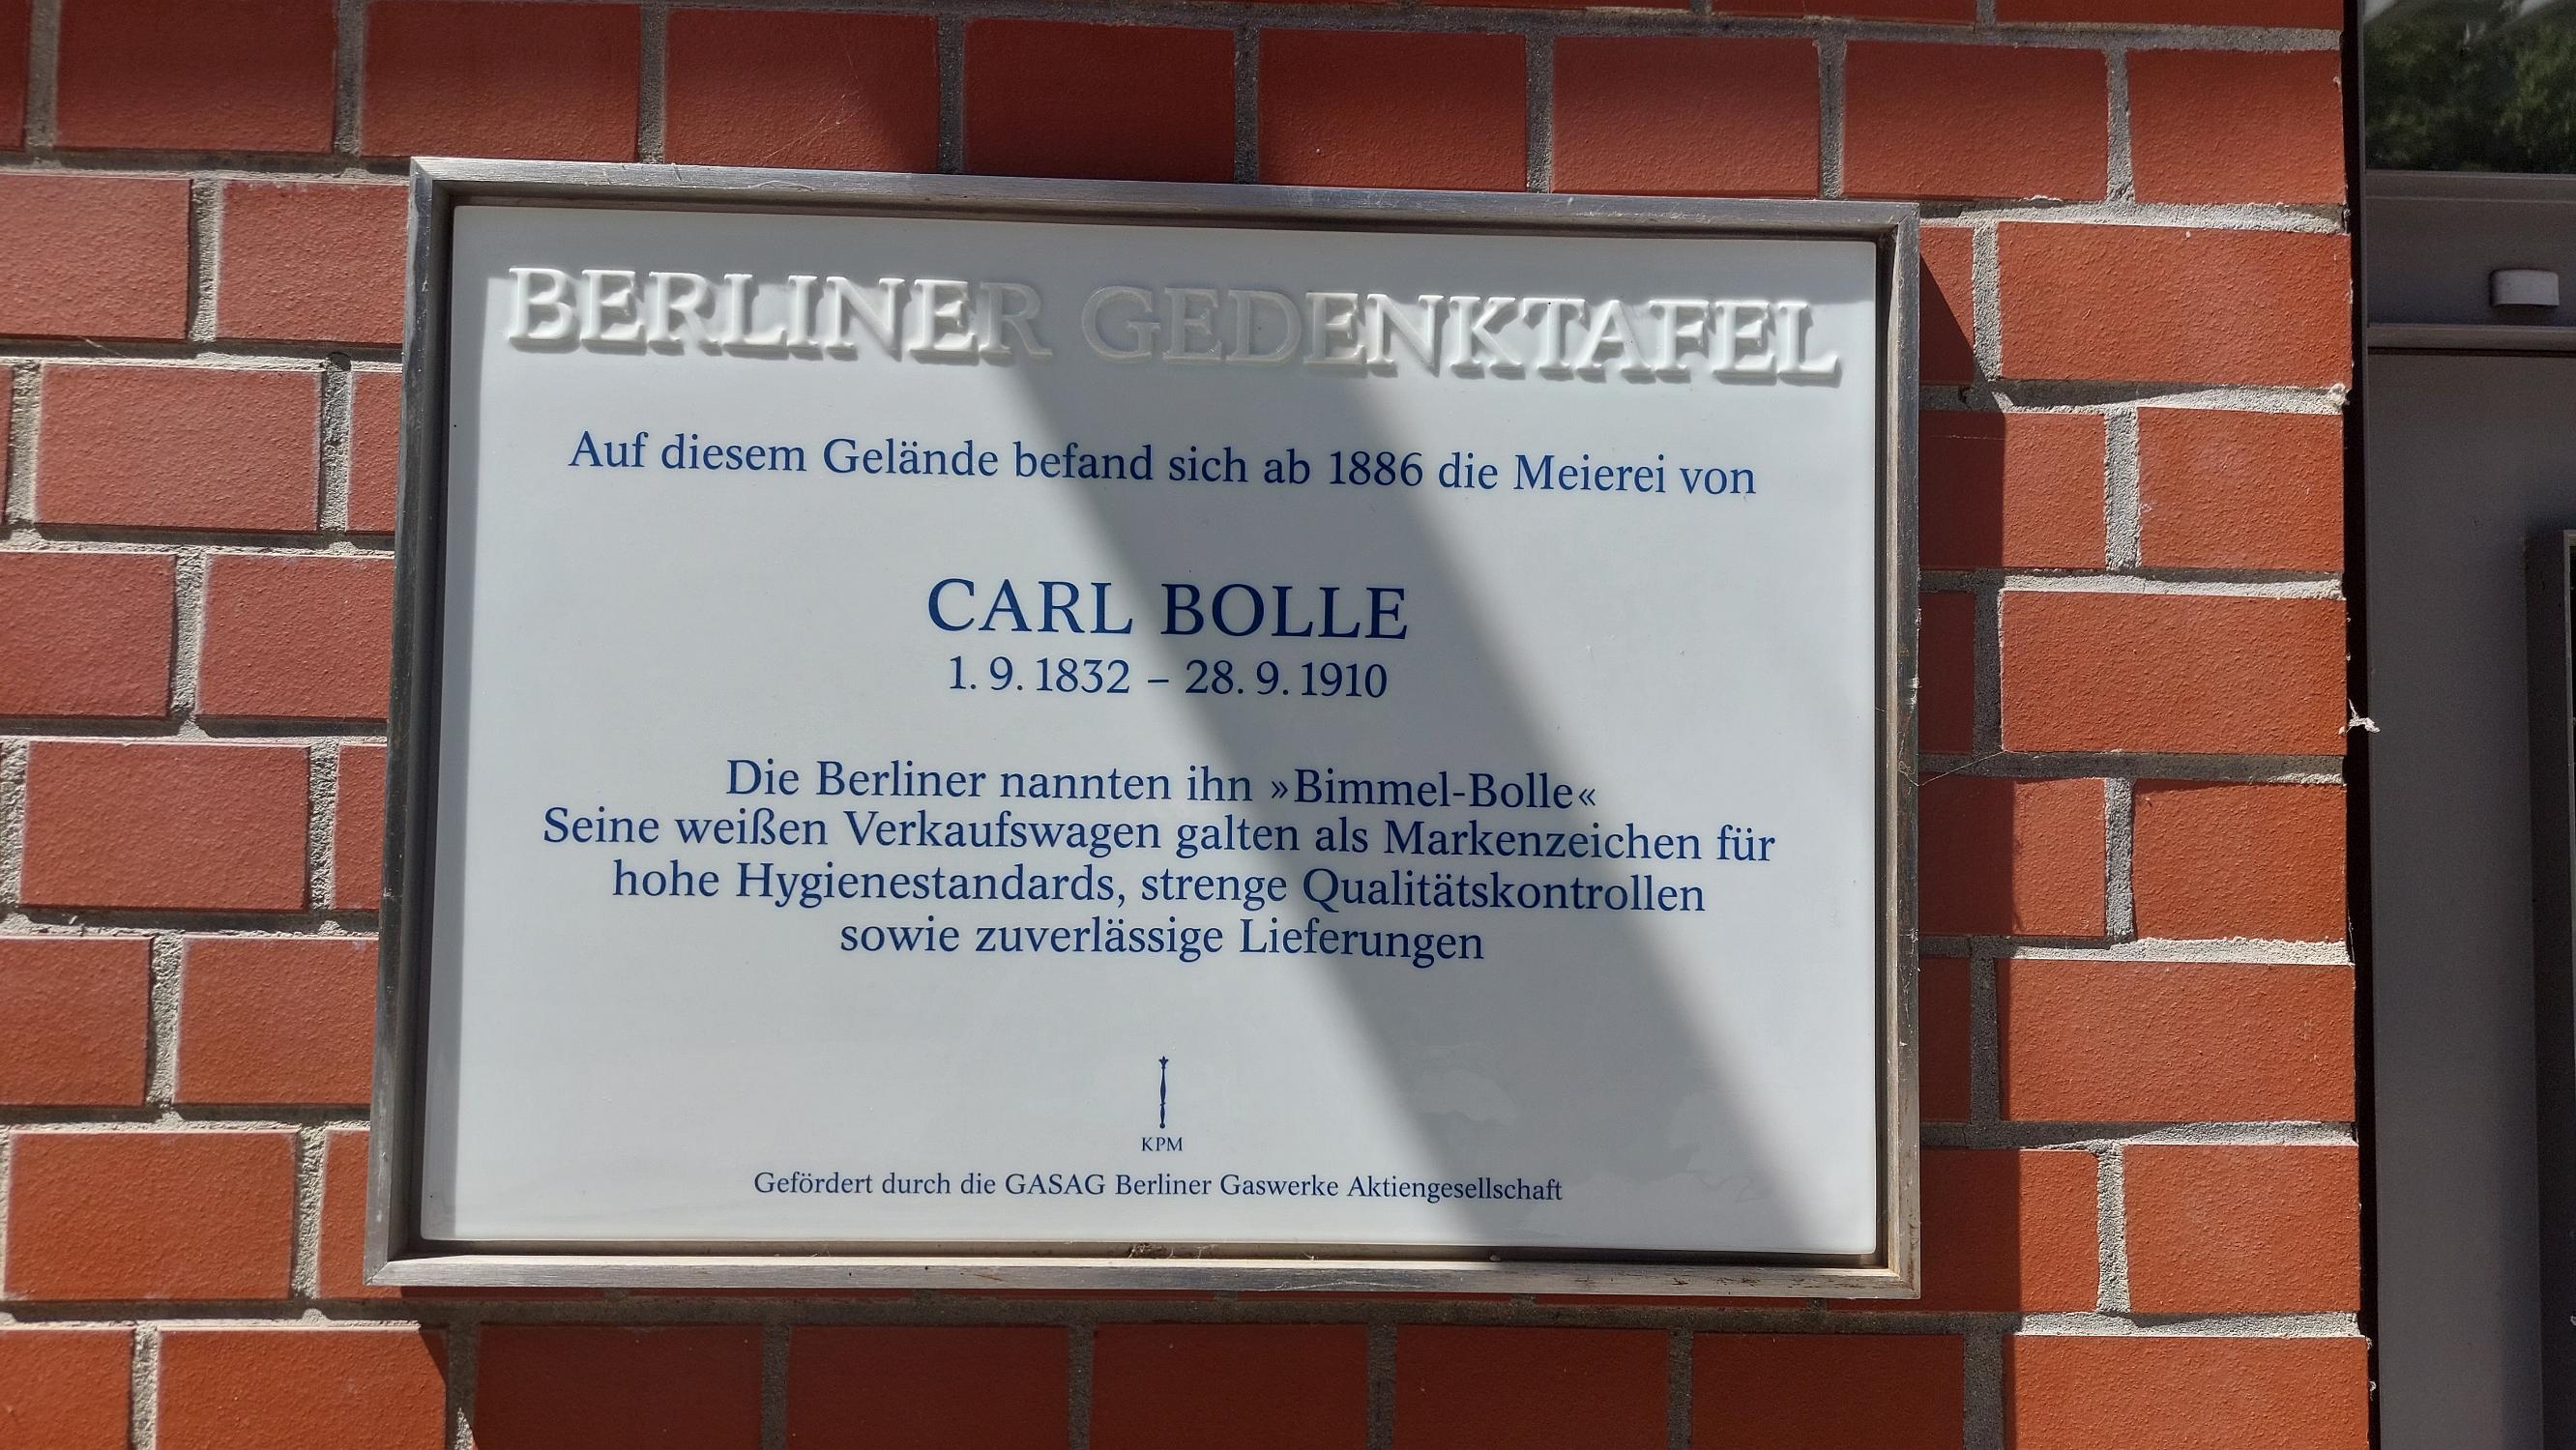 BERLINER GEDENKTAFEL
Auf diesem Gelände befand sich ab 1886 die Meierei von
CARL BOLLE
1. 9. 1832 – 28. 9. 1910
Die Berliner nannten ihn »Bimmel-Bolle«
Seine weißen Verkaufswagen galten als Markenzeichen für
hohe Hygienestandards, strenge Qualitätskontrollen
sowie zuverlässige Lieferungen
KPM
Gefördert durch die GASAG Berliner Gaswerke Aktiengesellschaft